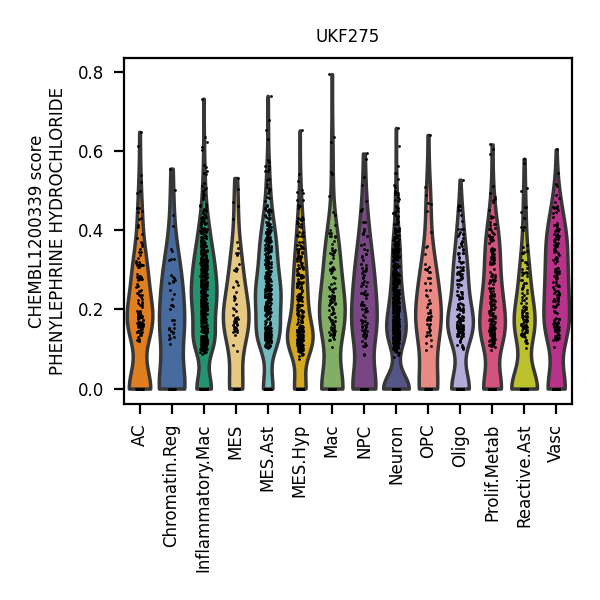 UKF275
CHEMBL1200339 score
PHENYLEPHRINE HYDROCHLORIDE
0.8
0.6
0.4
0.2
0.0
AC
Chromatin.Reg
Inflammatory.Mac
MES
MES.Ast
MES.Hyp
Mac
NPC
Neuron
OPC
Oligo
Prolif.Metab
Reactive.Ast
Vasc